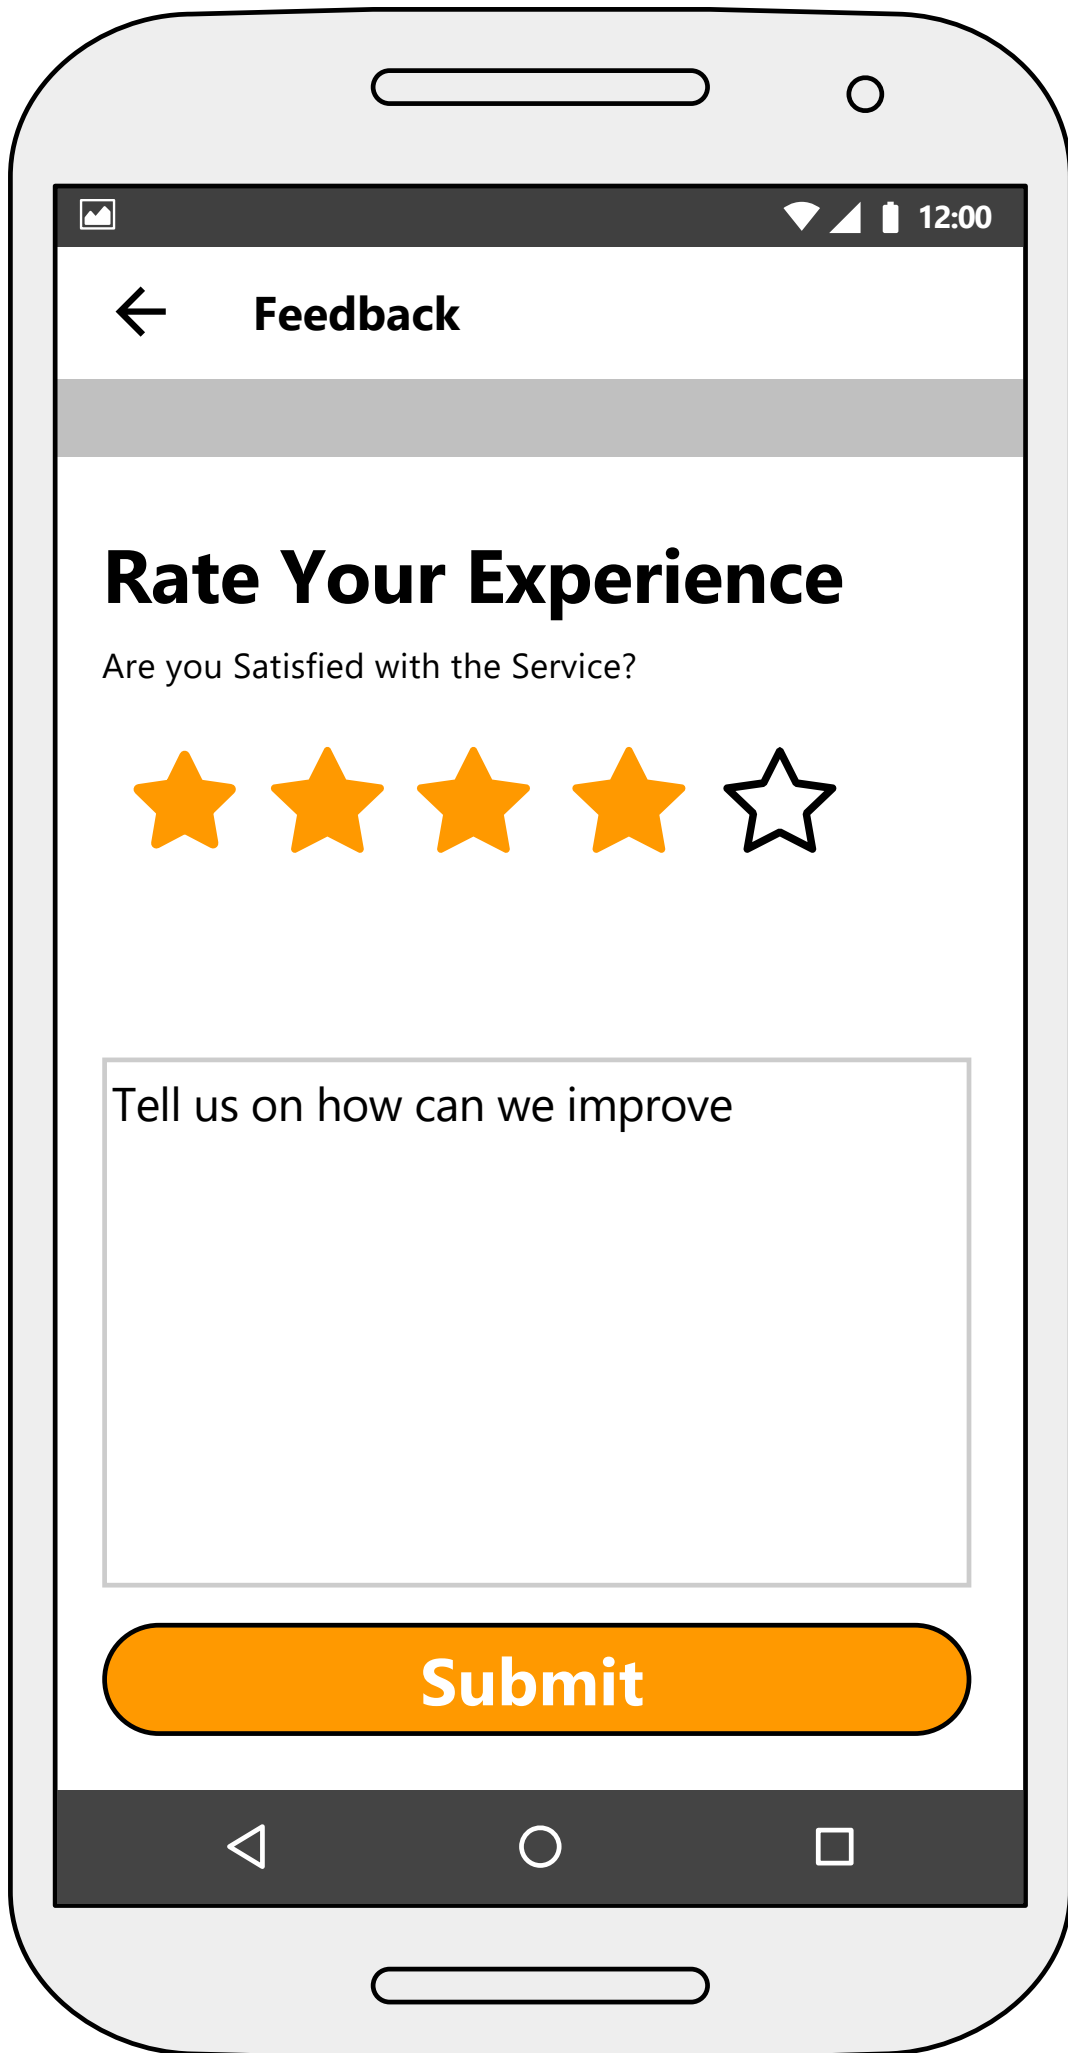 12:00
Feedback
Rate Your Experience
Are you Satisfied with the Service?
Tell us on how can we improve
Submit